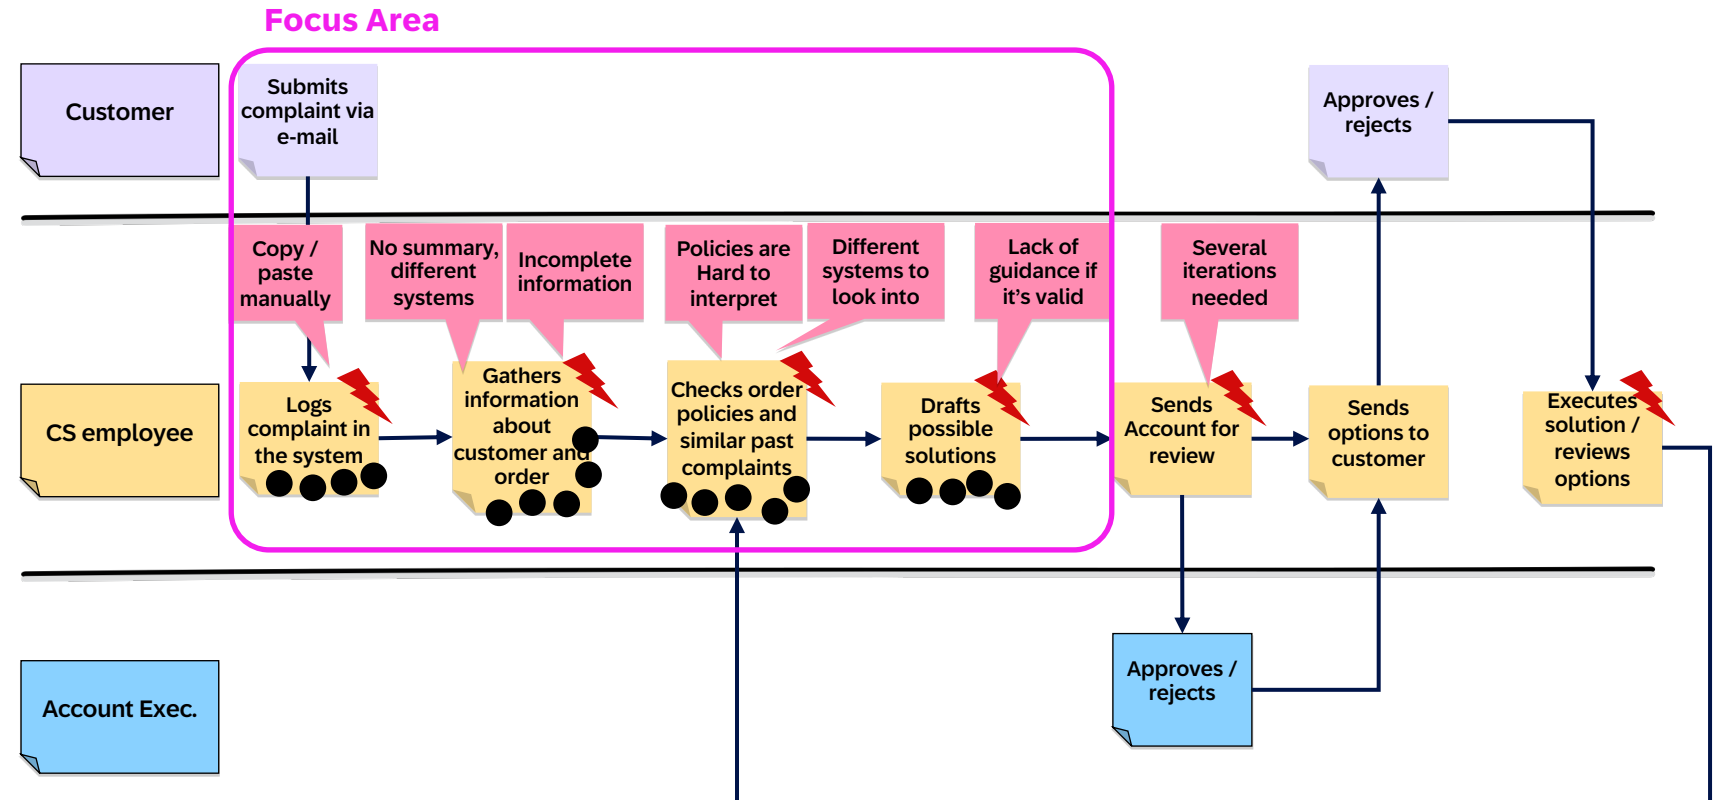 Focus Area
Customer
Submits
complaint via
e-mail
Approves /
rejects
Copy /
paste
manually
No summary,
different
systems
Incomplete
information
Policies are
Hard to
interpret
Different
systems to
look into
Lack of
guidance if
it's valid
Several
iterations
needed
CS employee
Logs
complaint in
the system
Gathers
information
about
customer and
order
Checks order
policies and
similar past
complaints
Drafts
possible
solutions
Sends
Account for
review
Sends
options to
customer
Executes
solution /
reviews
options
Account Exec.
Approves /
rejects